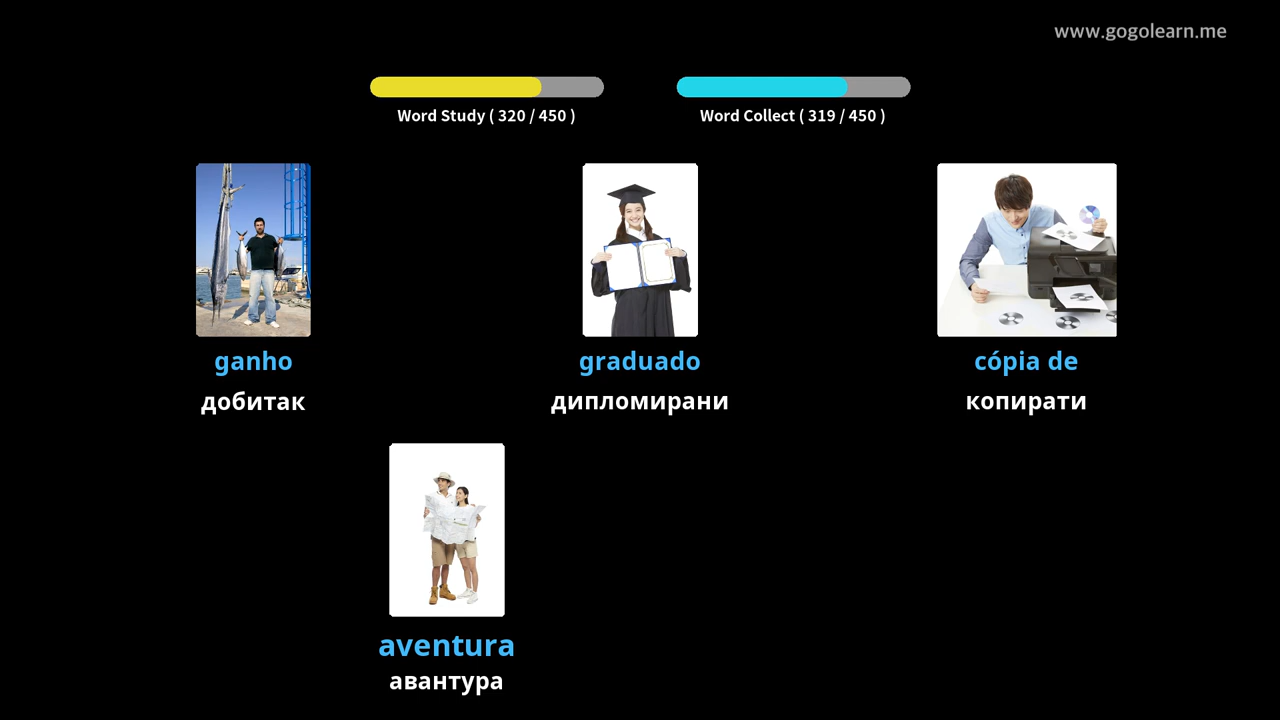 www.gogolearn.me
Word Study ( 320 / 450 )
Word Collect ( 319 / 450 )
ganho
graduado
cópia de
добитак
дипломирани
копирати
aventura
авантура